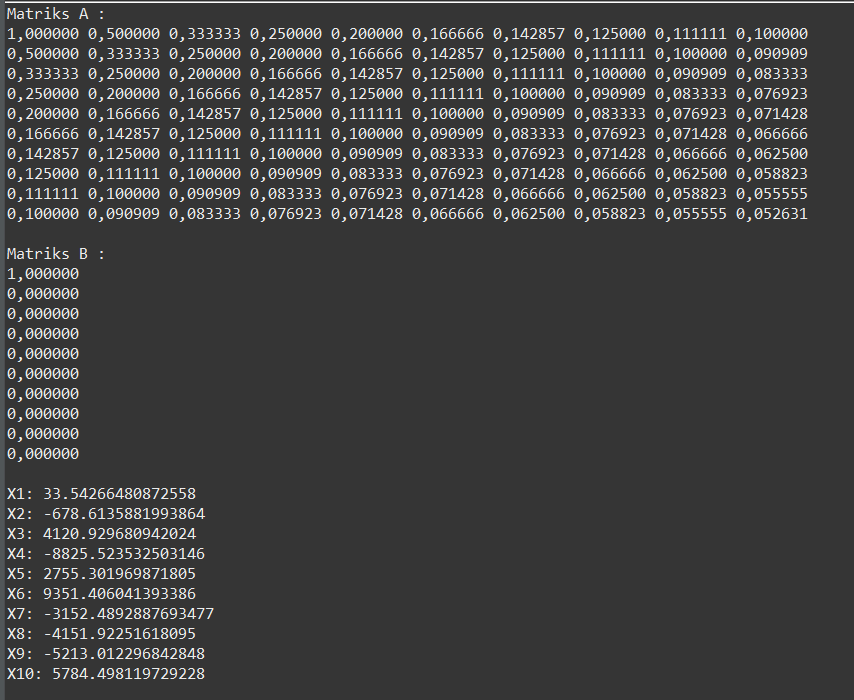 Matriks A :
1,000000 0,500000 0,333333 0,250000 0,200000 0,166666 0,142857 0,125000 0,111111 0,100000
0,500000 0,333333 0,250000 0,200000 0,166666 0,142857 0,125000 0,111111 0,100000 0,090909
0,333333 0,250000 0,200000 0,166666 0,142857 0,125000 0,111111 0,100000 0,090909 0,083333
0,250000 0,200000 0,166666 0,142857 0,125000 0,111111 0,100000 0,090909 0,083333 0,076923
0,200000 0,166666 0,142857 0,125000 0,111111 0,100000 0,090909 0,083333 0,076923 0,071428
0,166666 0,142857 0,125000 0,111111 0,100000 0,090909 0,083333 0,076923 0,071428 0,066666
0,142857 0,125000 0,111111 0,100000 0,090909 0,083333 0,076923 0,071428 0,066666 0,062500
0,125000 0,111111 0,100000 0,090909 0,083333 0,076923 0,071428 0,066666 0,062500 0,058823
0,111111 0,100000 0,090909 0,083333 0,076923 0,071428 0,066666 0,062500 0,058823 0,055555
0,100000 0,090909 0,083333 0,076923 0,071428 0,066666 0,062500 0,058823 0,055555 0,052631
Matriks B :
1,000000
0,000000
0,000000
0,000000
0,000000
0,000000
0,000000
0,000000
0,000000
0,000000
X1: 33.54266480872558
X2: -678.6135881993864
X3: 4120.929680942024
X4: -8825.523532503146
X5: 2755.301969871805
X6: 9351.406041393386
X7: -3152.4892887693477
X8: -4151.92251618095
X9: -5213.012296842848
X10: 5784.498119729228